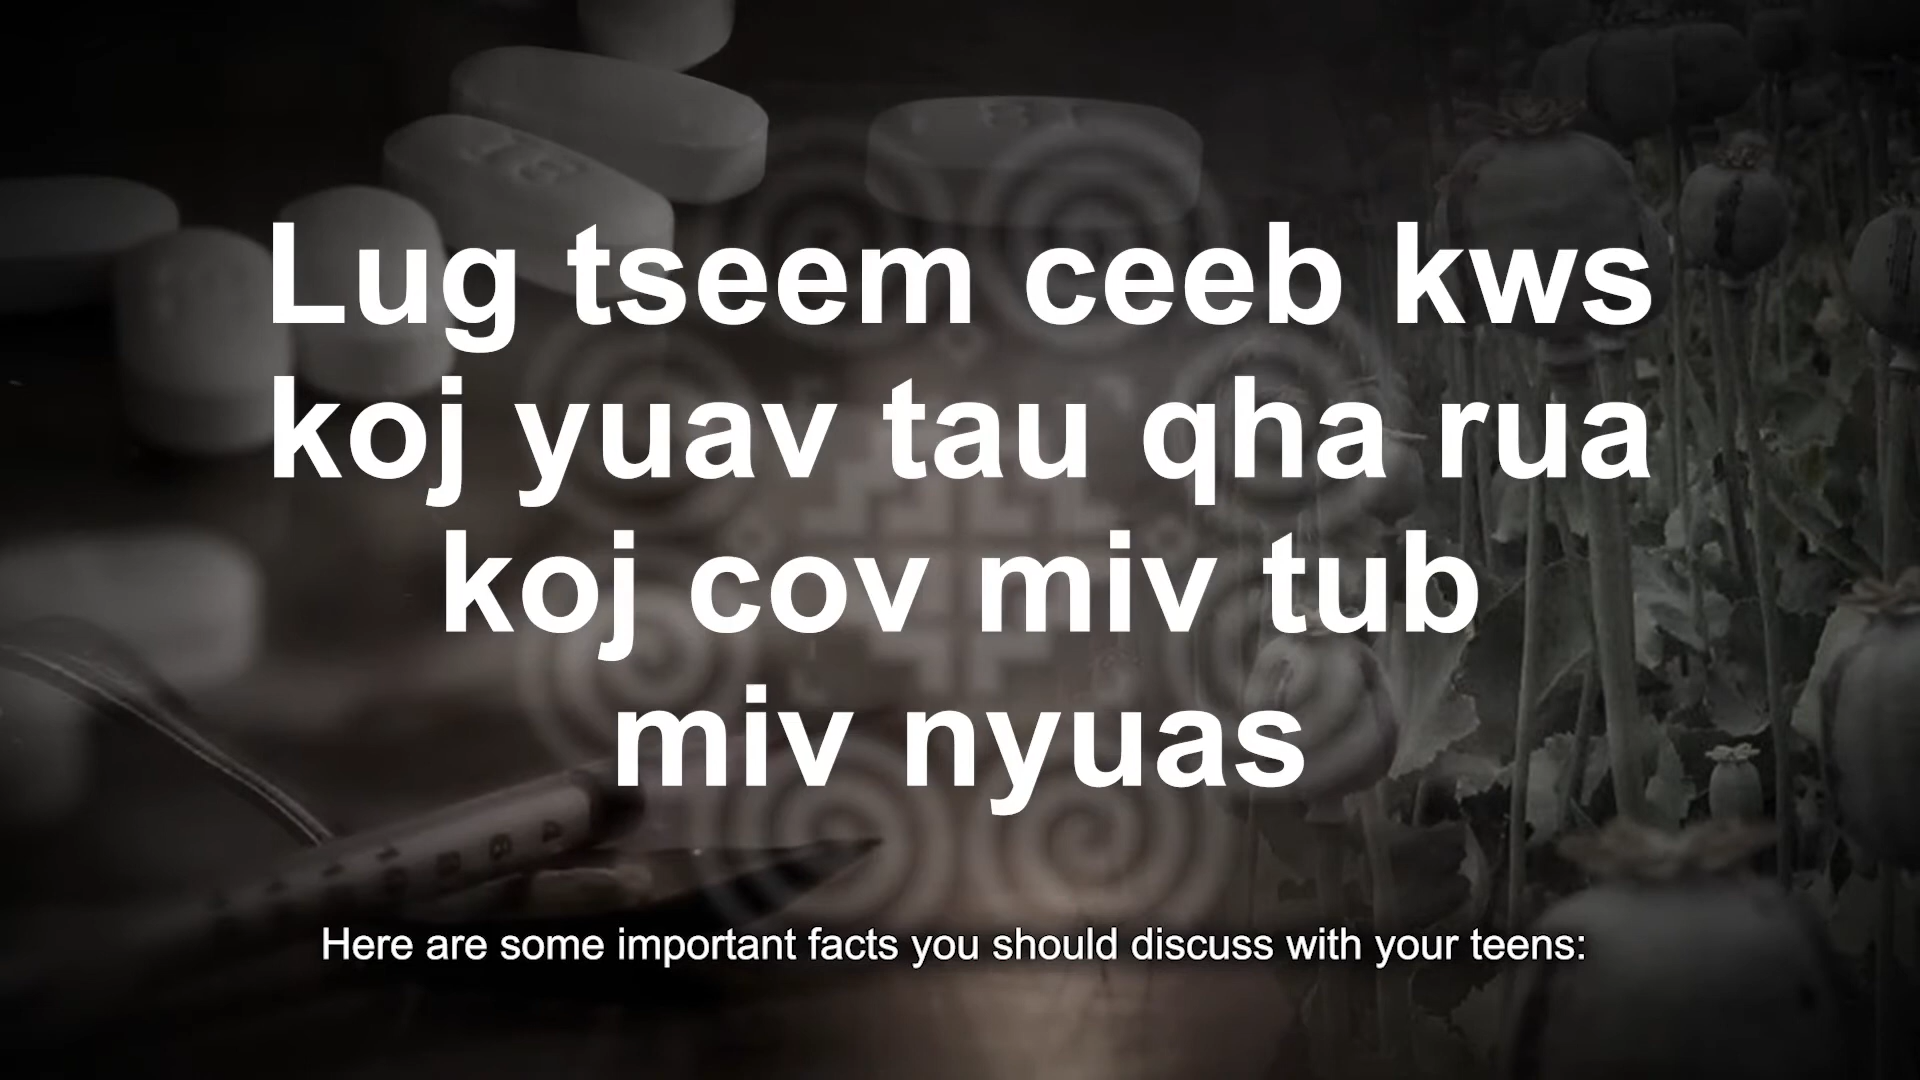 Lug tseem ceeb kws
koj yuav tau qha rua
koj cov miv tub
miv nyuas
Here are some important facts you should discuss with your teens: